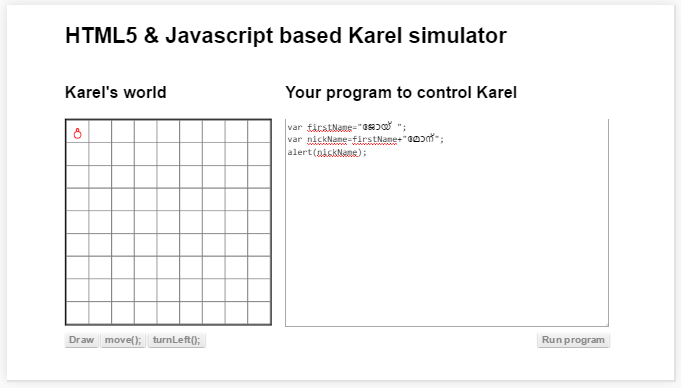 HTML5 & Javascript based Karel simulator
Karel's world
Your program to control Karel
var firstName="ജോയ് ";
var nickName=firstName+"മോന്";
alert(nickName);
Draw move(); turnLeft(); Run program